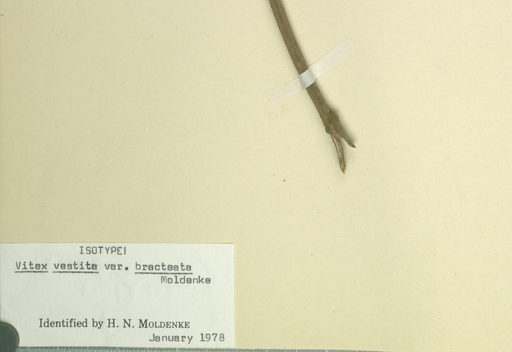 ISOTYPE!
Vitex vestita var. bracteata
Moldenke
Identified by H. N. MOLDENKE
January 1978